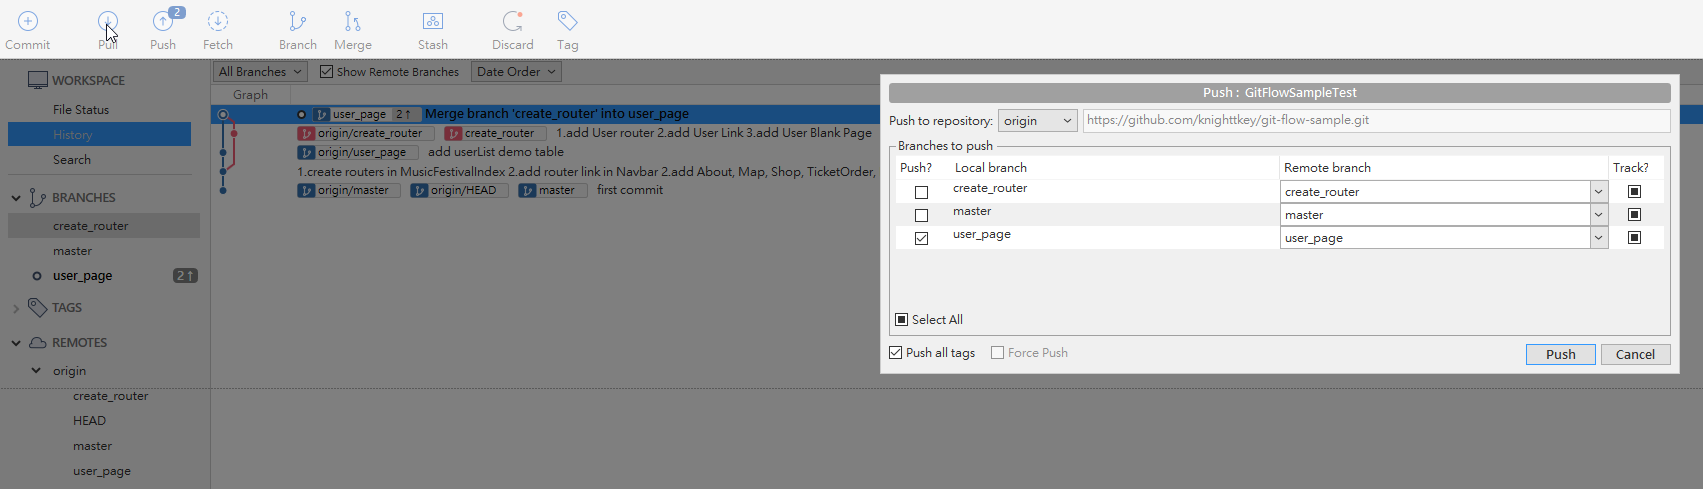 2
Commit Pull Push Fetch Branch Merge Stash Discard Tag
WORKSPACE
File Status
History
Search
BRANCHES
create_router
master
user_page 2↑
TAGS
REMOTES
origin
create_router
HEAD
master
user_page
All Branches Show Remote Branches Date Order
Graph
user_page 2↑ Merge branch 'create_router' into user_page
origin/create_router create_router 1.add User router 2.add User Link 3.add User Blank Page
origin/user_page add userList demo table
1.create routers in MusicFestivalIndex 2.add router link in Navbar 2.add About, Map, Shop, TicketOrder,
origin/master origin/HEAD master first commit
Push : GitFlowSampleTest
Push to repository: origin https://github.com/knighttkey/git-flow-sample.git
Branches to push
Push? Local branch Remote branch Track?
create_router create_router
master master
user_page user_page
Select All
Push all tags Force Push Push Cancel